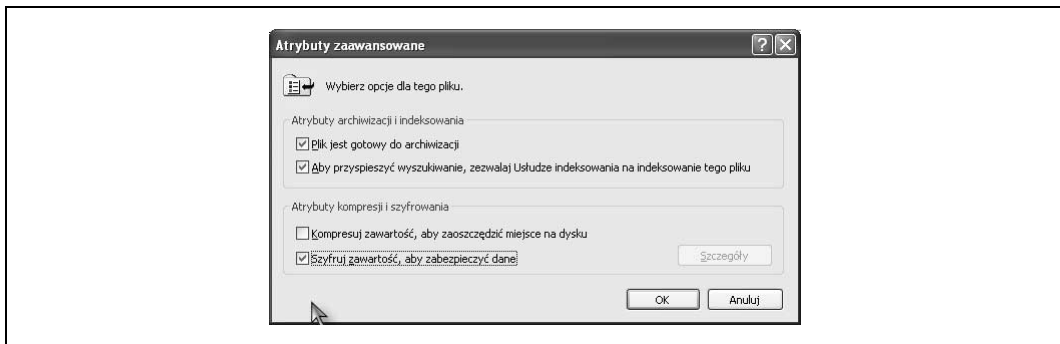 Atrybuty zaawansowane
Wybierz opcje dla tego pliku.
Atrybuty archiwizacji i indeksowania
Plik jest gotowy do archiwizacji
Aby przyspieszyć wyszukiwanie, zezwalaj Usłudze indeksowania na indeksowanie tego pliku
Atrybuty kompresji i szyfrowania
Kompresuj zawartość, aby zaoszczędzić miejsce na dysku
Szyfruj zawartość, aby zabezpieczyć dane
Szczegóły
OK
Anuluj